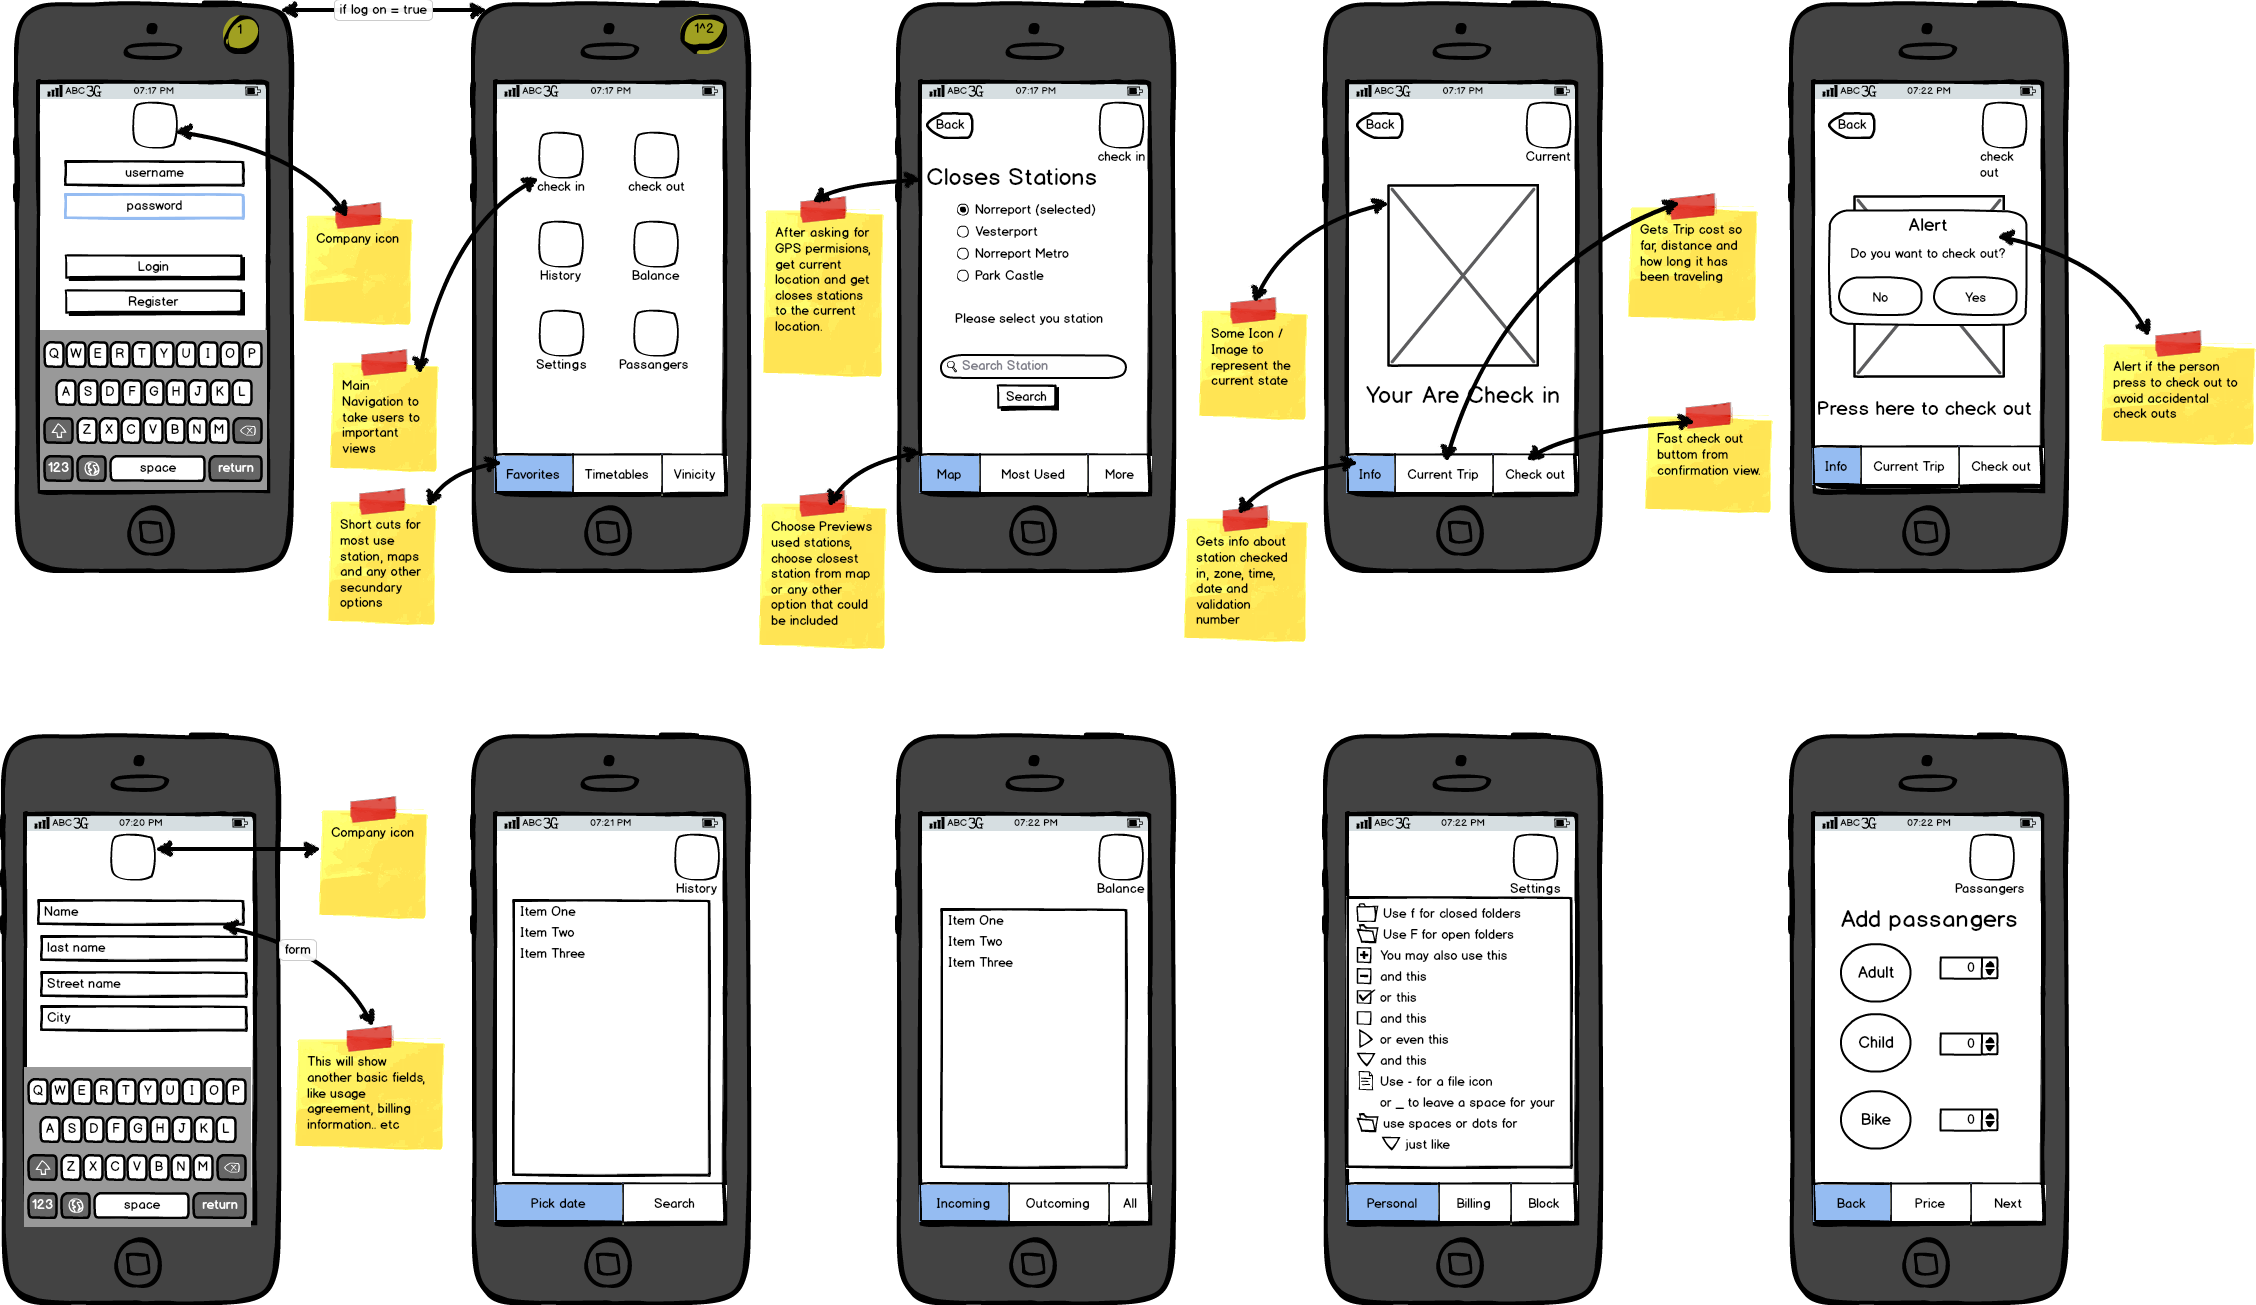 1
if log on = true
1^2
ABC 3G 07:17 PM
username
password
Login
Register
Q W E R T Y U I O P
A S D F G H J K L
Z X C V B N M
123 space return
Company icon
Main
Navigation to
take users to
important
views
Short cuts for
most use
station, maps
and any other
secundary
options
ABC 3G 07:17 PM
check in check out
History Balance
Settings Passangers
Favorites Timetables Vinicity
After asking for
GPS permisions,
get current
location and get
closes stations
to the current
location.
Choose Previews
used stations,
choose closest
station from map
or any other
option that could
be included
ABC 3G 07:17 PM
Back
check in
Closes Stations
Norreport (selected)
Vesterport
Norreport Metro
Park Castle
Please select you station
Search Station
Search
Map Most Used More
Some Icon /
Image to
represent the
current state
Gets info about
station checked
in, zone, time,
date and
validation
number
ABC 3G 07:17 PM
Back
Current
Your Are Check in
Info Current Trip Check out
Gets Trip cost so
far, distance and
how long it has
been traveling
Fast check out
buttom from
confirmation view.
ABC 3G 07:22 PM
Back
check
out
Alert
Do you want to check out?
No Yes
Press here to check out
Info Current Trip Check out
Alert if the person
press to check out to
avoid accidental
check outs
ABC 3G 07:20 PM
Name
last name
Street name
City
Q W E R T Y U I O P
A S D F G H J K L
Z X C V B N M
123 space return
Company icon
form
This will show
another basic fields,
like usage
agreement, billing
information.. etc
ABC 3G 07:21 PM
History
Item One
Item Two
Item Three
Pick date Search
ABC 3G 07:22 PM
Balance
Item One
Item Two
Item Three
Incoming Outcoming All
ABC 3G 07:22 PM
Settings
Use f for closed folders
Use F for open folders
You may also use this
and this
or this
and this
or even this
and this
Use - for a file icon
or _ to leave a space for your
use spaces or dots for
just like
Personal Billing Block
ABC 3G 07:22 PM
Passangers
Add passangers
Adult 0
Child 0
Bike 0
Back Price Next